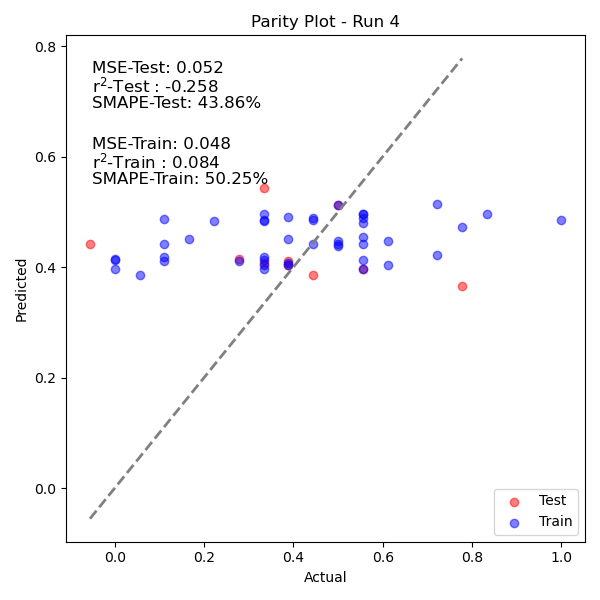 Parity Plot - Run 4
MSE-Test: 0.052
r²-Test : -0.258
SMAPE-Test: 43.86%
MSE-Train: 0.048
r²-Train : 0.084
SMAPE-Train: 50.25%
0.8
0.6
0.4
0.2
0.0
Predicted
Test
Train
0.0 0.2 0.4 0.6 0.8 1.0
Actual